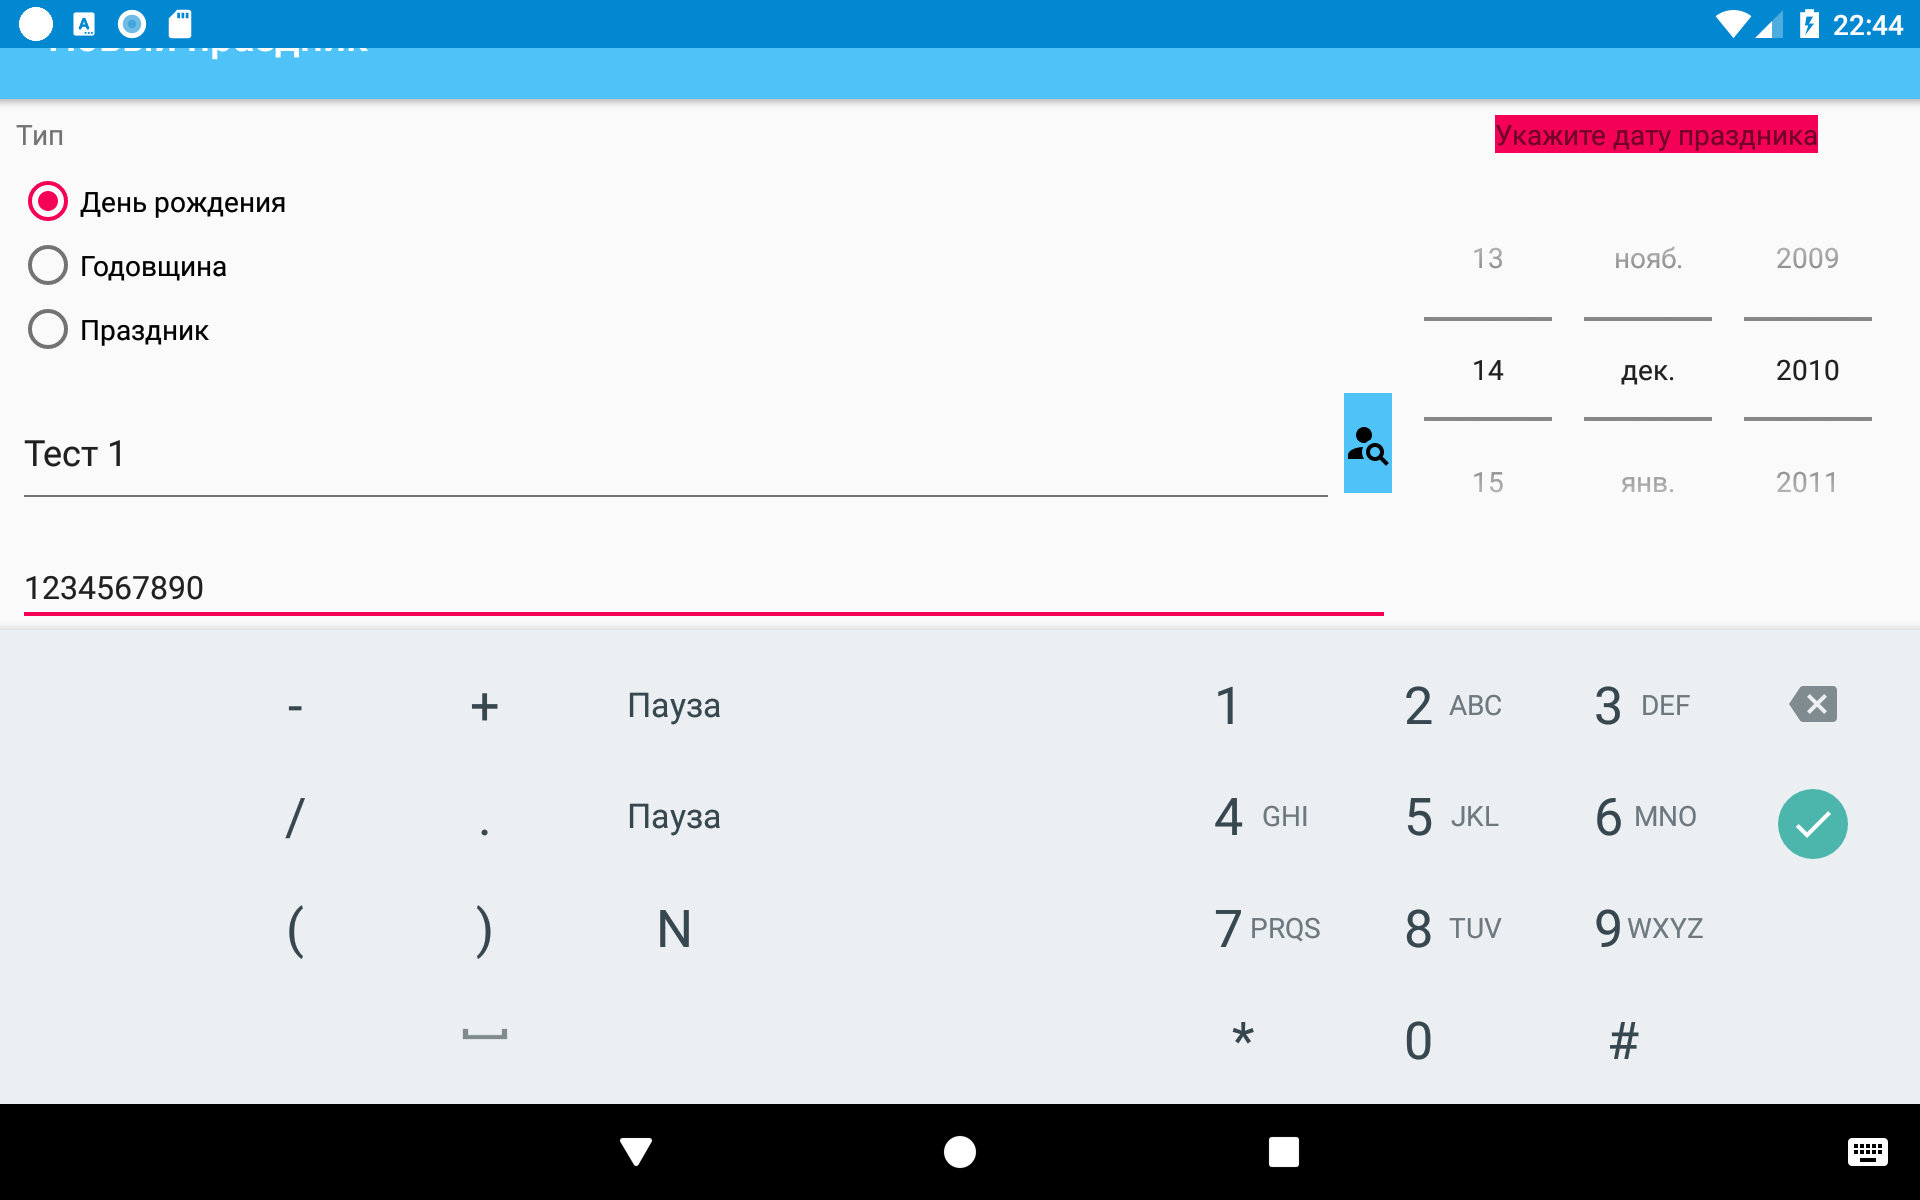 22:44
Новый праздник
Тип
Укажите дату праздника
День рождения
Годовщина
Праздник
13 нояб. 2009
14 дек. 2010
15 янв. 2011
Тест 1
1234567890
- + Пауза 1 2 ABC 3 DEF
/ . Пауза 4 GHI 5 JKL 6 MNO
( ) N 7 PRQS 8 TUV 9 WXYZ
* 0 #